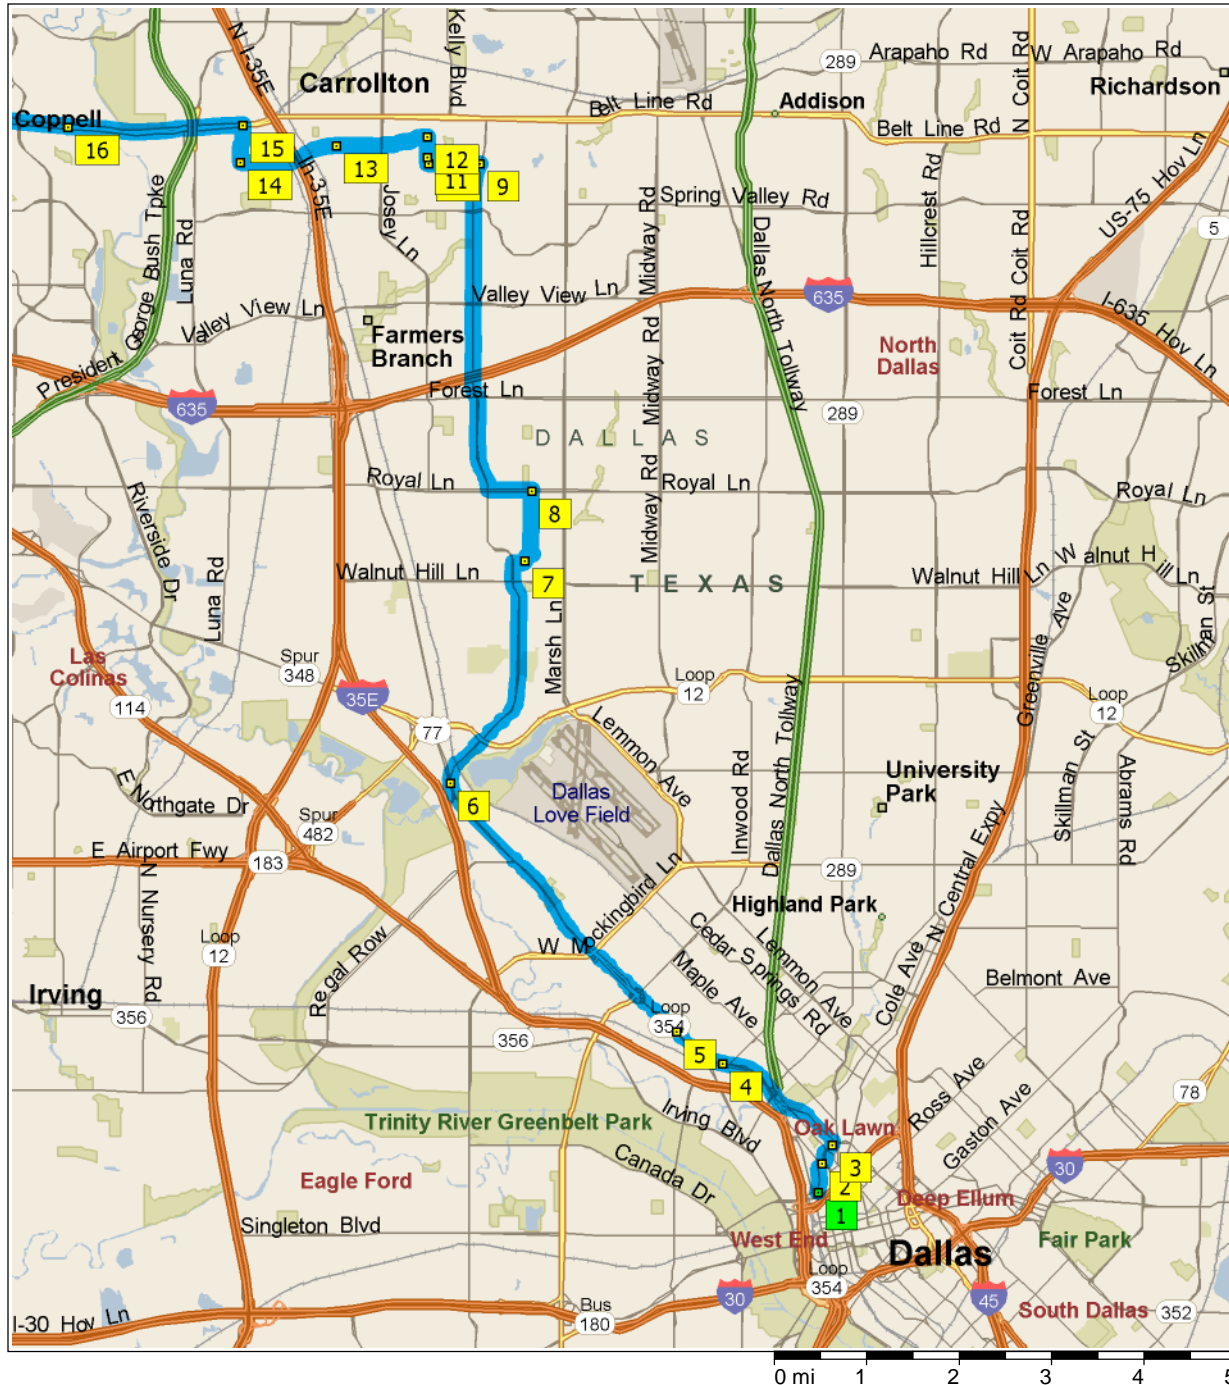 N I-35E
Kelly Blvd
289
Arapaho Rd
N Coit Rd
W Arapaho Rd
Richardson
Carrollton
Belt Line Rd
Addison
Belt Line Rd
Coppell
16
15
14
13
12
11
9
Ih-35E
Josey Ln
Midway Rd
Spring Valley Rd
Hillcrest Rd
Coit Rd
US-75 Hov Ln
5
President George Bush Tpke
Luna Rd
Valley View Ln
Farmers
Branch
Valley View Ln
Midway Rd
Dallas North Tollway
635
North
Dallas
Coit Rd
I-635 Hov Ln
635
Forest Ln
Midway Rd
289
Forest Ln
DALLAS
Royal Ln
8
Midway Rd
Royal Ln
Royal Ln
Riverside Dr
Luna Rd
Walnut Hill Ln
7
TEXAS
Walnut Hill Ln
Walnut Hill Ln
Skillman St
Las
Colinas
114
Spur
348
35E
77
Marsh Ln
Loop
12
Dallas North Tollway
Greenville Ave
Skillman
Loop
12
Lemmon Ave
E Northgate Dr
Spur
482
6
Dallas
Love Field
Inwood Rd
University
Park
Skillman St
Abrams Rd
E Airport Fwy
183
N Nursery Rd
W Mockingbird Ln
289
Highland Park
N Central Expy
Loop
12
Regal Row
Cedar Springs Rd
Lemmon Ave
Maple Ave
Cole Ave
Belmont Ave
Irving
356
356
Loop
354
5
4
Trinity River Greenbelt Park
Irving Blvd
Oak Lawn
Ross Ave
Gaston Ave
78
Canada Dr
3
2
1
30
Eagle Ford
Deep Ellum
Singleton Blvd
West End
Dallas
Fair Park
Loop
354
I-30 Hov Ln
Bus
180
30
45
South Dallas
352
0 mi 1 2 3 4 5